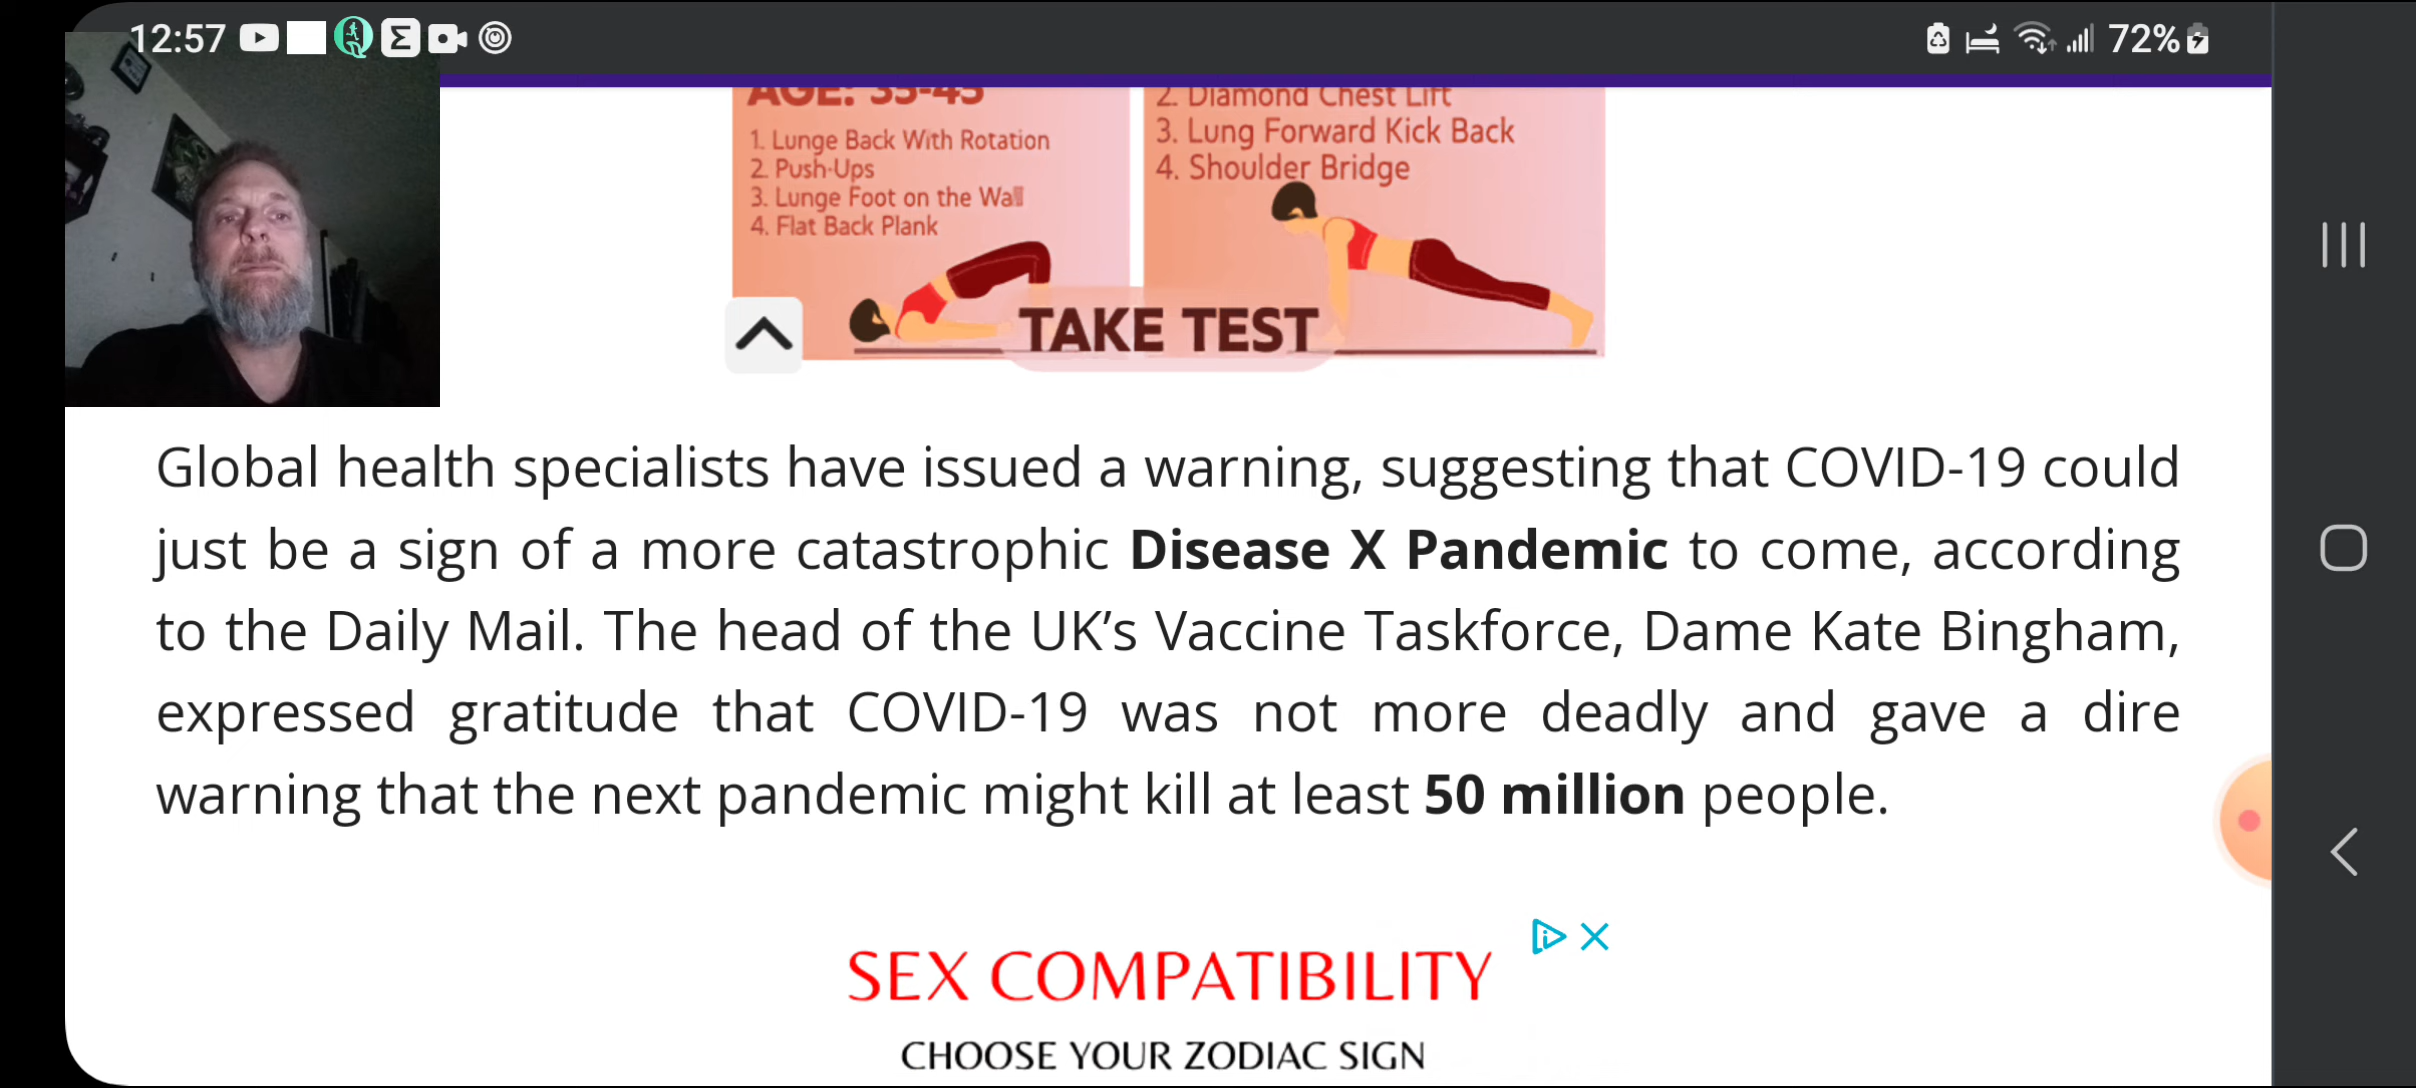 12:57
72%
AGE: 35-45
1. Lunge Back With Rotation
2. Push-Ups
3. Lunge Foot on the Wall
4. Flat Back Plank
2. Diamond Chest Lift
3. Lung Forward Kick Back
4. Shoulder Bridge
TAKE TEST
Global health specialists have issued a warning, suggesting that COVID-19 could
just be a sign of a more catastrophic Disease X Pandemic to come, according
to the Daily Mail. The head of the UK’s Vaccine Taskforce, Dame Kate Bingham,
expressed gratitude that COVID-19 was not more deadly and gave a dire
warning that the next pandemic might kill at least 50 million people.
SEX COMPATIBILITY
CHOOSE YOUR ZODIAC SIGN